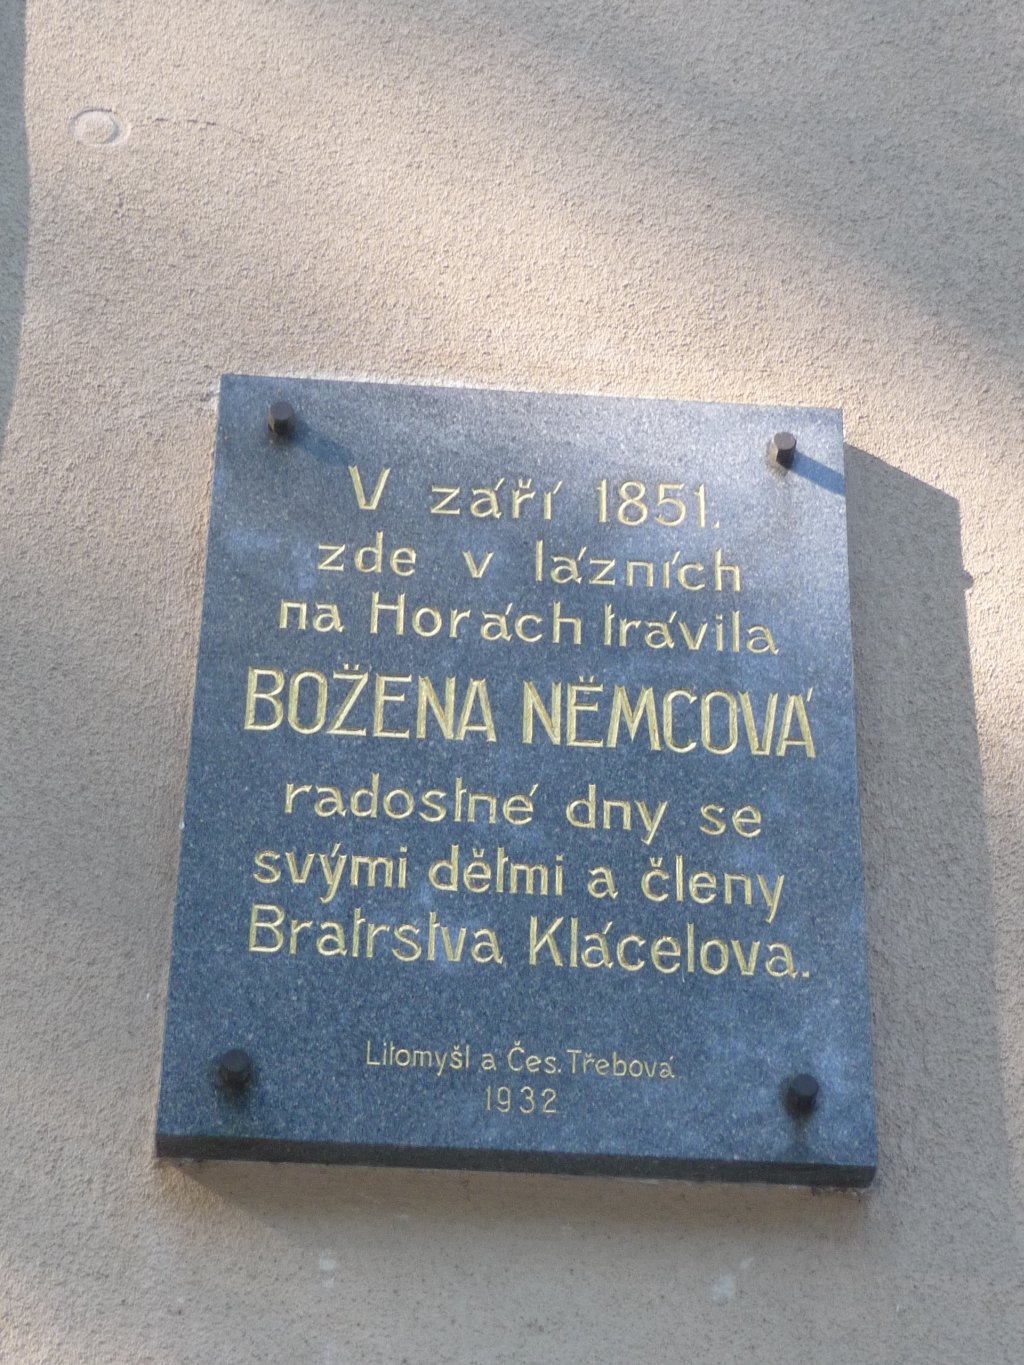 V září 1851.
zde v lázních
na Horách trávila
BOŽENA NĚMCOVÁ
radostné dny se
svými dětmi a členy
Bratrstva Klácelova.
Litomyšl a Čes. Třebová
1932